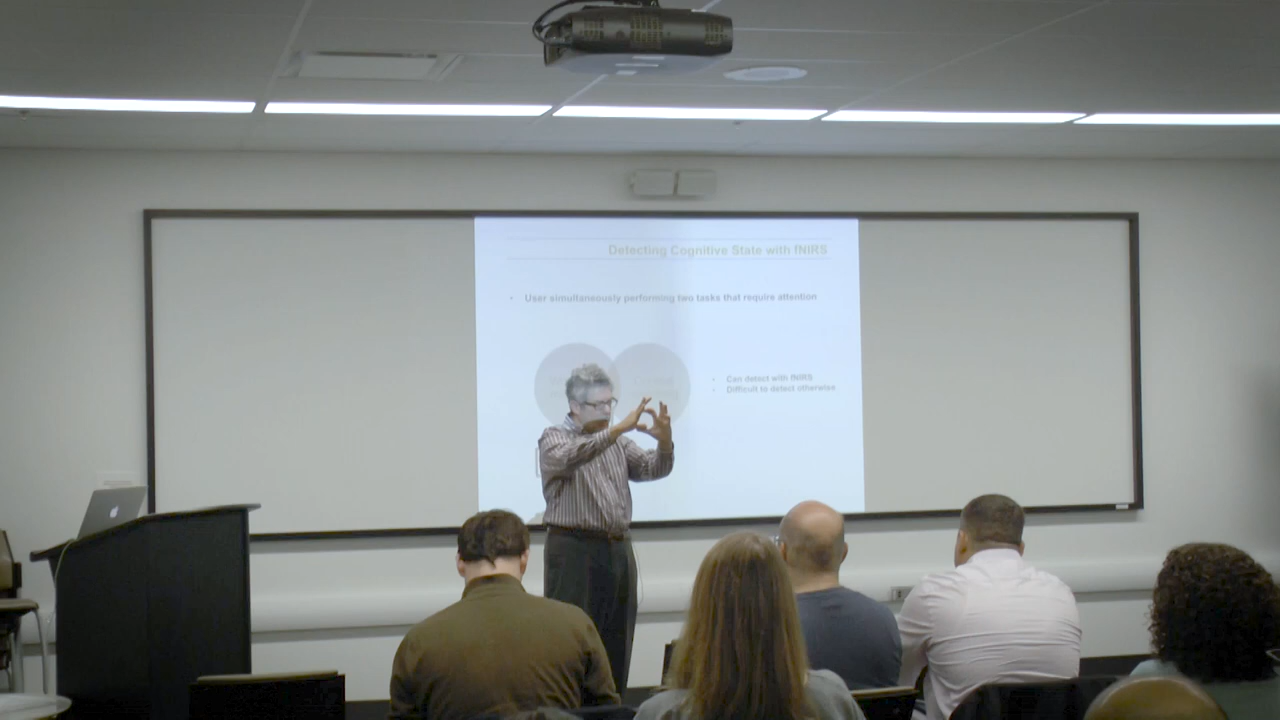 Detecting Cognitive State with fNIRS
• User simultaneously performing two tasks that require attention
• Can detect with fNIRS
• Difficult to detect otherwise